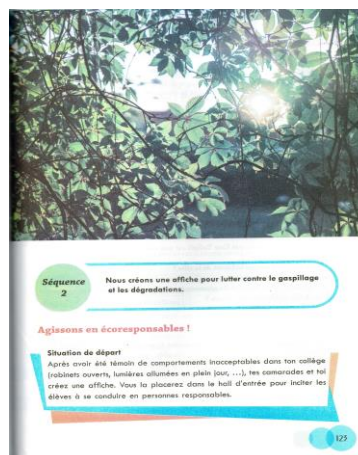 Séquence
2
Nous créons une affiche pour lutter contre le gaspillage
et les dégradations.
Agissons en écoresponsables !
Situation de départ
Après avoir été témoin de comportements inacceptables dans ton collège
(robinets ouverts, lumières allumées en plein jour, ...), tes camarades et toi
créez une affiche. Vous la placerez dans le hall d'entrée pour inciter les
élèves à se conduire en personnes responsables.
123